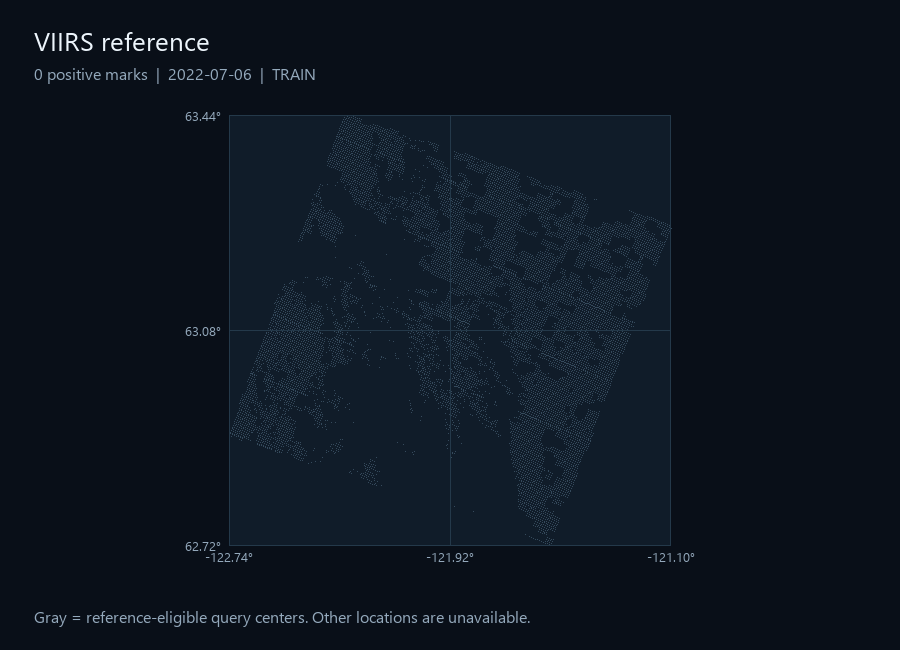 VIIRS reference
0 positive marks | 2022-07-06 | TRAIN
63.44°
63.08°
62.72°
-122.74°
-121.92°
-121.10°
Gray = reference-eligible query centers. Other locations are unavailable.